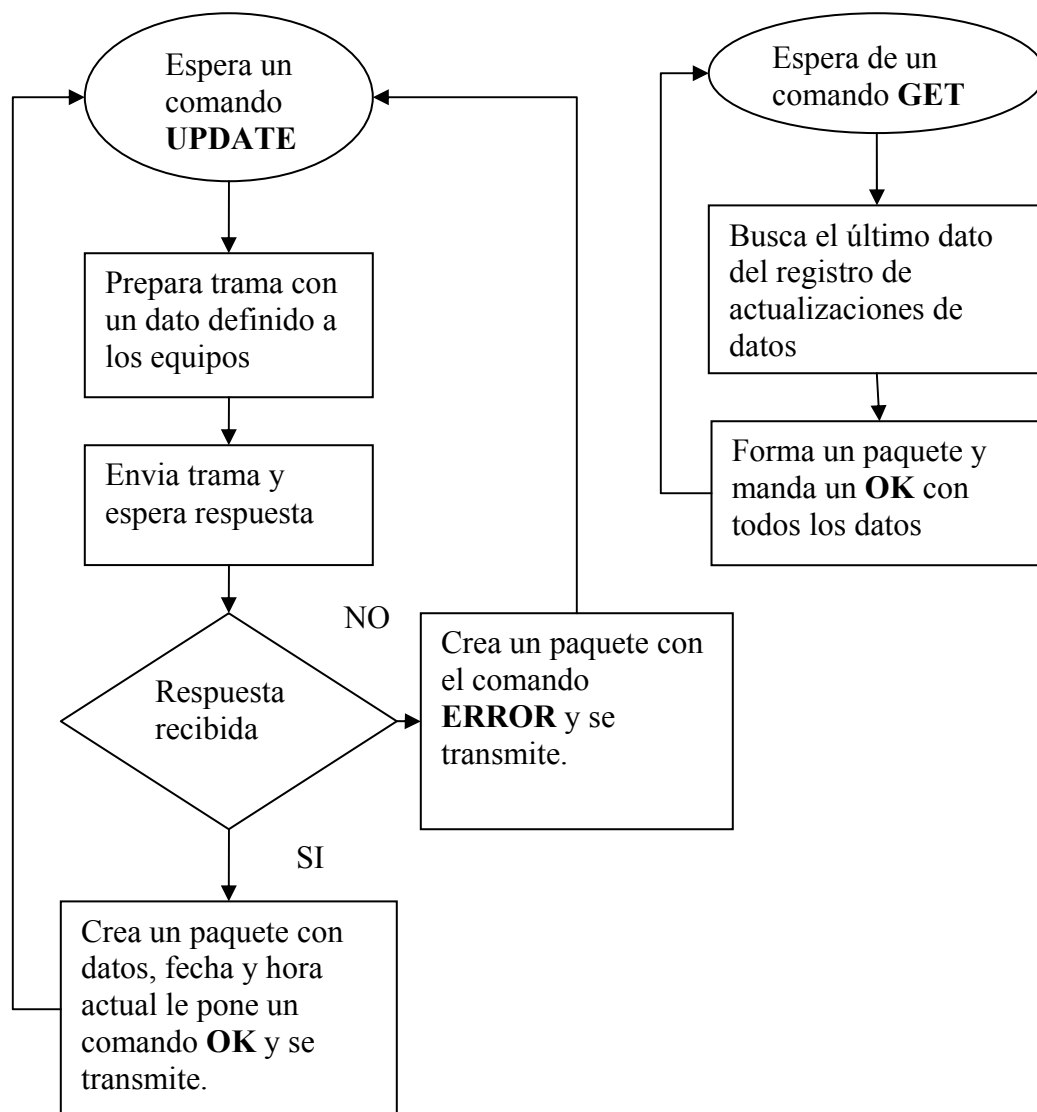 Espera un
comando
UPDATE
Prepara trama con
un dato definido a
los equipos
Envia trama y
espera respuesta
Respuesta
recibida
NO
Crea un paquete con
el comando
ERROR y se
transmite.
SI
Crea un paquete con
datos, fecha y hora
actual le pone un
comando OK y se
transmite.
Espera de un
comando GET
Busca el último dato
del registro de
actualizaciones de
datos
Forma un paquete y
manda un OK con
todos los datos